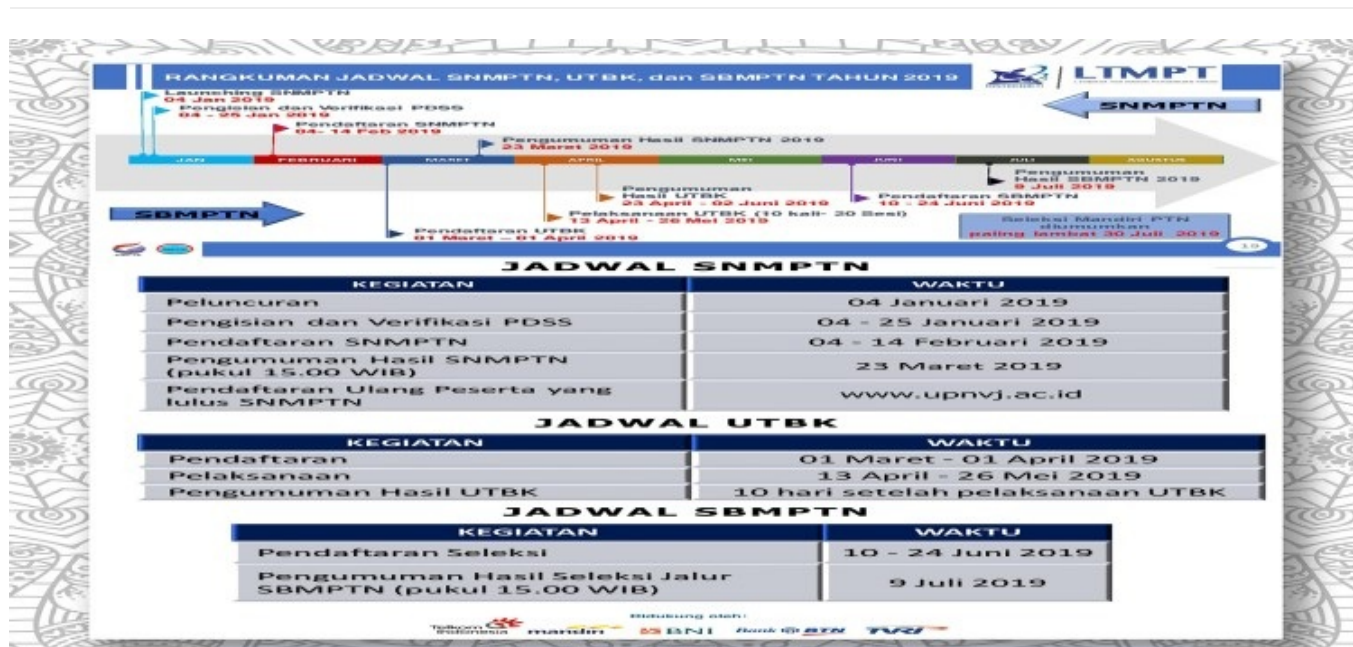 RANGKUMAN JADWAL SNMPTN, UTBK, dan SBMPTN TAHUN 2019
LTMPT
Launching SNMPTN
04 Jan 2019
Pengisian dan Verifikasi PDSS
04 - 25 Jan 2019
Pendaftaran SNMPTN
04- 14 Feb 2019
Pengumuman Hasil SNMPTN 2019
23 Maret 2019
SNMPTN
JAN FEBRUARI MARET APRIL MEI JUNI JULI AGUSTUS
Pengumuman
Hasil SBMPTN 2019
9 Juli 2019
Pengumuman
Hasil UTBK
23 April - 02 Juni 2019
Pendaftaran SBMPTN
10 - 24 Juni 2019
SBMPTN
Pelaksanaan UTBK (10 kali- 20 Sesi)
13 April - 26 Mei 2019
Pendaftaran UTBK
01 Maret – 01 April 2019
Seleksi Mandiri PTN
diumumkan
paling lambat 30 Juli 2019
19
JADWAL SNMPTN
KEGIATAN WAKTU
Peluncuran 04 Januari 2019
Pengisian dan Verifikasi PDSS 04 - 25 Januari 2019
Pendaftaran SNMPTN 04 - 14 Februari 2019
Pengumuman Hasil SNMPTN
(pukul 15.00 WIB) 23 Maret 2019
Pendaftaran Ulang Peserta yang
lulus SNMPTN www.upnvj.ac.id
JADWAL UTBK
KEGIATAN WAKTU
Pendaftaran 01 Maret - 01 April 2019
Pelaksanaan 13 April - 26 Mei 2019
Pengumuman Hasil UTBK 10 hari setelah pelaksanaan UTBK
JADWAL SBMPTN
KEGIATAN WAKTU
Pendaftaran Seleksi 10 - 24 Juni 2019
Pengumuman Hasil Seleksi Jalur
SBMPTN (pukul 15.00 WIB) 9 Juli 2019
Didukung oleh:
Telkom Indonesia mandiri BNI Bank BTN TVRI